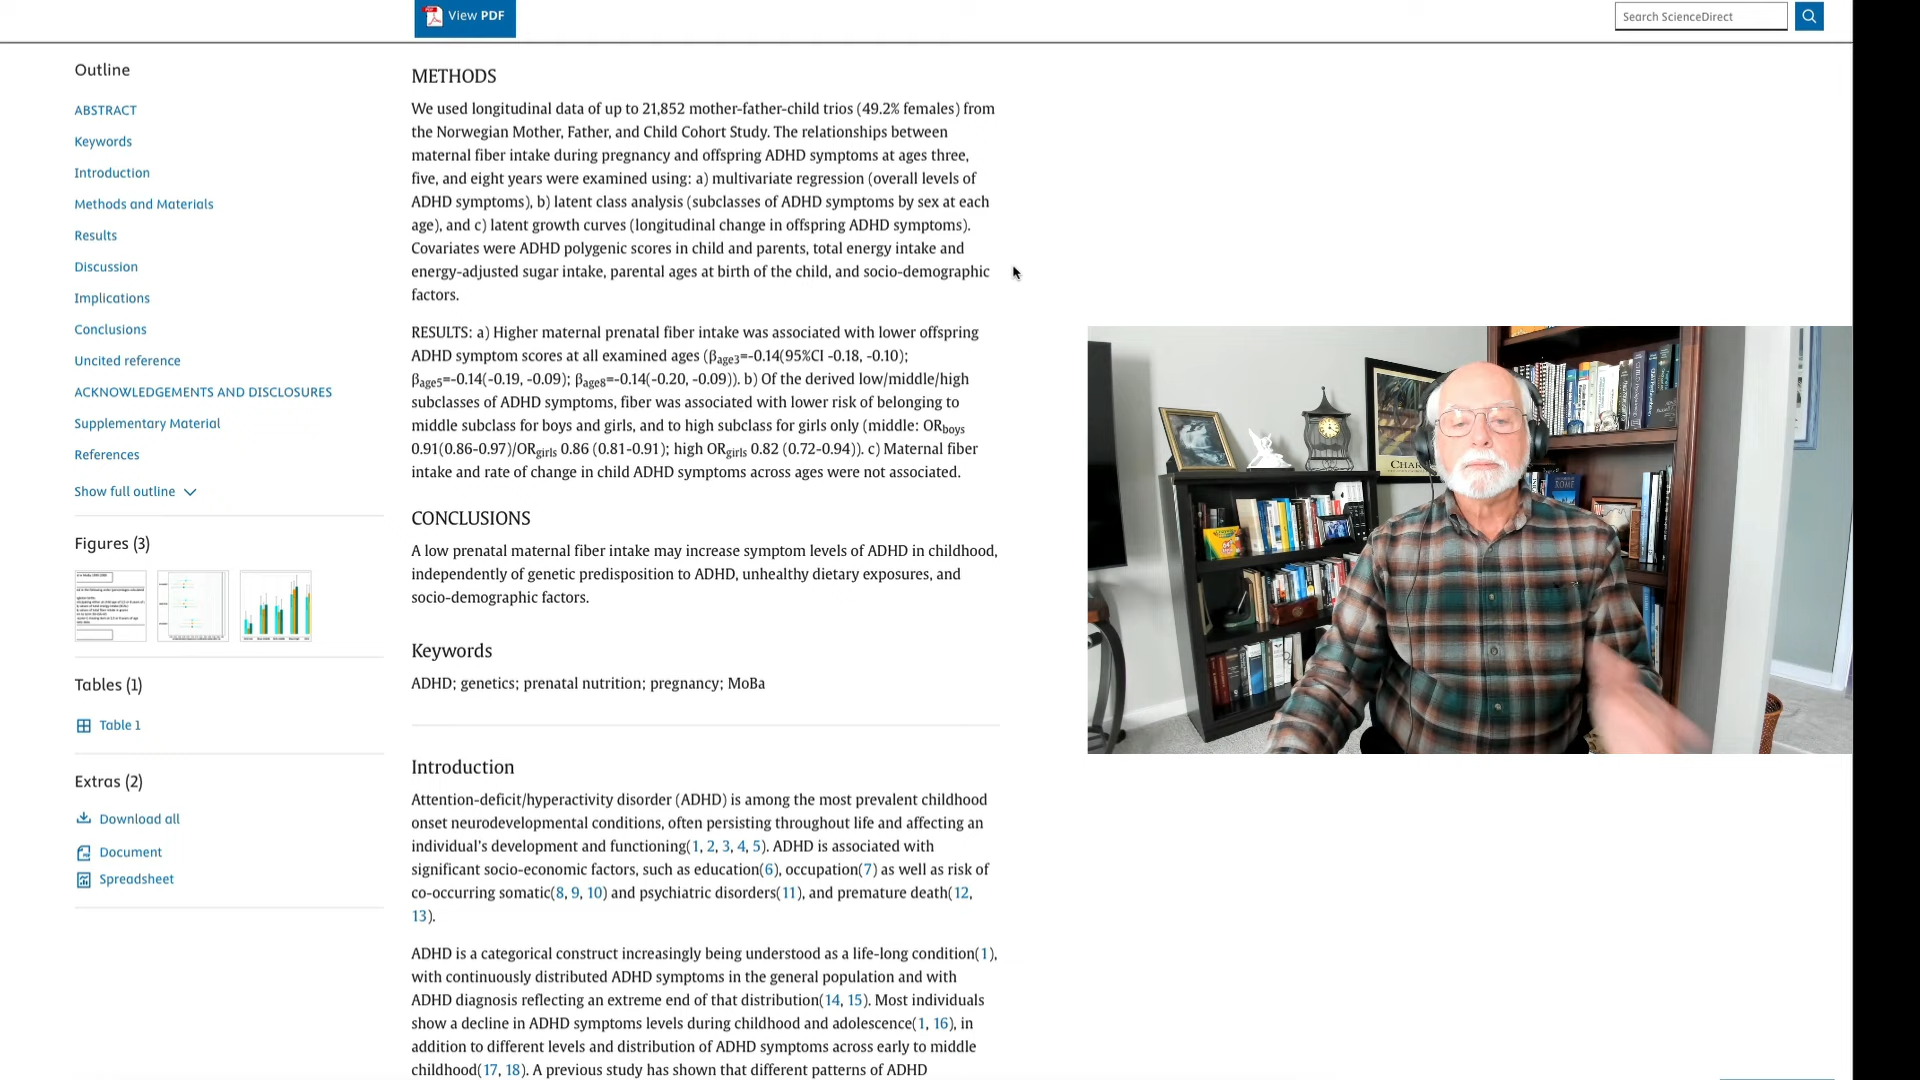 View PDF
Search ScienceDirect
Outline
ABSTRACT
Keywords
Introduction
Methods and Materials
Results
Discussion
Implications
Conclusions
Uncited reference
ACKNOWLEDGEMENTS AND DISCLOSURES
Supplementary Material
References
Show full outline
Figures (3)
Tables (1)
Table 1
Extras (2)
Download all
Document
Spreadsheet
METHODS
We used longitudinal data of up to 21,852 mother-father-child trios (49.2% females) from
the Norwegian Mother, Father, and Child Cohort Study. The relationships between
maternal fiber intake during pregnancy and offspring ADHD symptoms at ages three,
five, and eight years were examined using: a) multivariate regression (overall levels of
ADHD symptoms), b) latent class analysis (subclasses of ADHD symptoms by sex at each
age), and c) latent growth curves (longitudinal change in offspring ADHD symptoms).
Covariates were ADHD polygenic scores in child and parents, total energy intake and
energy-adjusted sugar intake, parental ages at birth of the child, and socio-demographic
factors.
RESULTS: a) Higher maternal prenatal fiber intake was associated with lower offspring
ADHD symptom scores at all examined ages (βage3=-0.14(95%CI -0.18, -0.10);
βage5=-0.14(-0.19, -0.09); βage8=-0.14(-0.20, -0.09)). b) Of the derived low/middle/high
subclasses of ADHD symptoms, fiber was associated with lower risk of belonging to
middle subclass for boys and girls, and to high subclass for girls only (middle: ORboys
0.91(0.86-0.97)/ORgirls 0.86 (0.81-0.91); high ORgirls 0.82 (0.72-0.94)). c) Maternal fiber
intake and rate of change in child ADHD symptoms across ages were not associated.
CONCLUSIONS
A low prenatal maternal fiber intake may increase symptom levels of ADHD in childhood,
independently of genetic predisposition to ADHD, unhealthy dietary exposures, and
socio-demographic factors.
Keywords
ADHD; genetics; prenatal nutrition; pregnancy; MoBa
Introduction
Attention-deficit/hyperactivity disorder (ADHD) is among the most prevalent childhood
onset neurodevelopmental conditions, often persisting throughout life and affecting an
individual's development and functioning(1, 2, 3, 4, 5). ADHD is associated with
significant socio-economic factors, such as education(6), occupation(7) as well as risk of
co-occurring somatic(8, 9, 10) and psychiatric disorders(11), and premature death(12,
13).
ADHD is a categorical construct increasingly being understood as a life-long condition(1),
with continuously distributed ADHD symptoms in the general population and with
ADHD diagnosis reflecting an extreme end of that distribution(14, 15). Most individuals
show a decline in ADHD symptoms levels during childhood and adolescence(1, 16), in
addition to different levels and distribution of ADHD symptoms across early to middle
childhood(17, 18). A previous study has shown that different patterns of ADHD
ROME